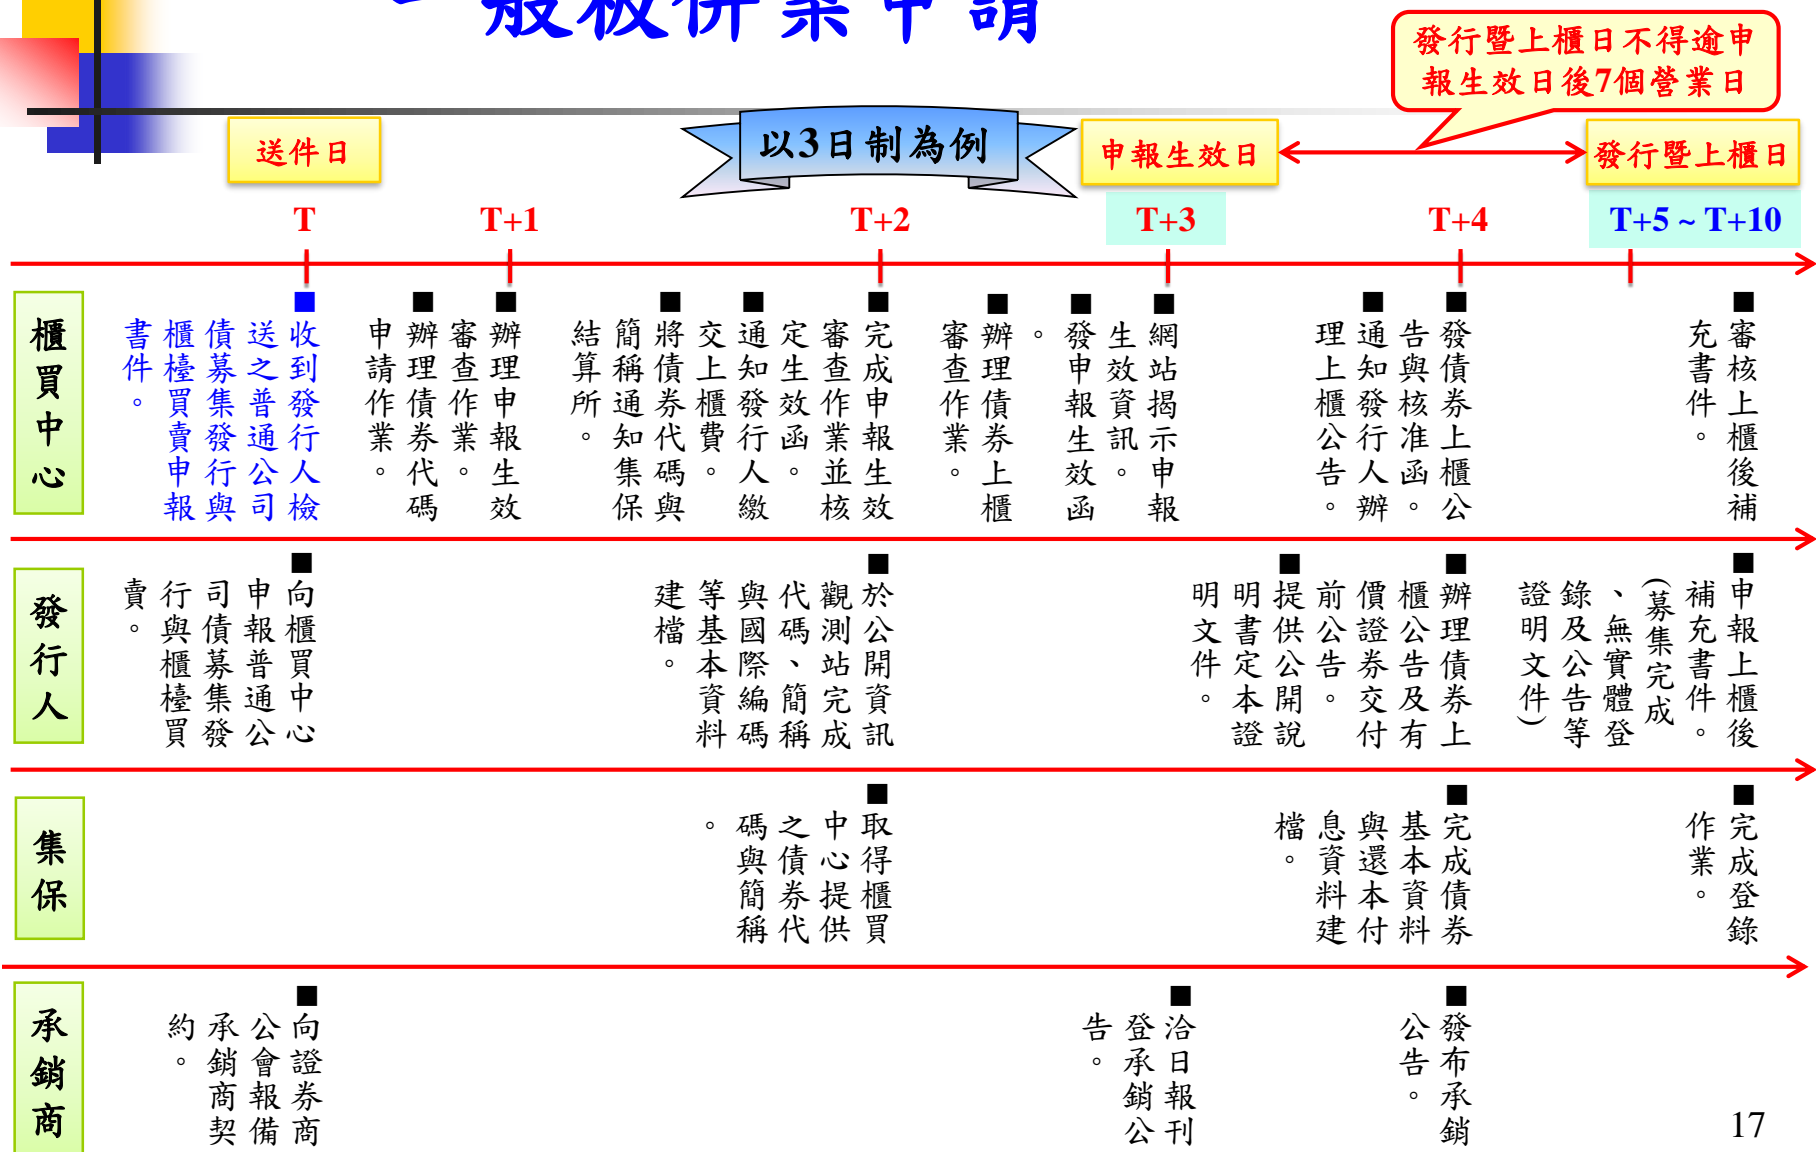 一般板併案申請
發行暨上櫃日不得逾申
報生效日後7個營業日
送件日
以3日制為例
申報生效日
發行暨上櫃日
T
T+1
T+2
T+3
T+4
T+5 ~ T+10
櫃買中心
■收到發行人檢
送之普通公司
債募集發行與
櫃檯買賣申報
書件。
■辦理申報生效
審查作業。
■辦理債券代碼
申請作業。
■完成申報生效
審查作業並核
定生效函。
■通知發行人繳
交上櫃費。
■將債券代碼與
簡稱通知集保
結算所。
■網站揭示申報
生效資訊。
■發申報生效函
。
■辦理債券上櫃
審查作業。
■發債券上櫃公
告與核准函。
■通知發行人辦
理上櫃公告。
■審核上櫃後補
充書件。
發行人
■向櫃買中心
申報普通公
司債募集發
行與櫃檯買
賣。
■於公開資訊
觀測站完成
代碼、簡稱
與國際編碼
等基本資料
建檔。
■辦理債券上
櫃公告及有
價證券交付
前公告。
■提供公開說
明書定本證
明文件。
■申報上櫃後
補充書件。
(募集完成
、無實體登
錄及公告等
證明文件)
集保
■取得櫃買
中心提供
之債券代
碼與簡稱
。
■完成債券
基本資料
與還本付
息資料建
檔。
■完成登錄
作業。
承銷商
■向證券商
公會報備
承銷商契
約。
■洽日報刊
登承銷公
告。
■發布承銷
公告。
17